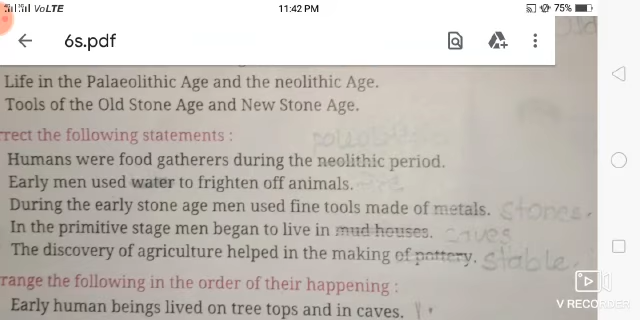 VoLTE 11:42 PM 75%
6s.pdf
Life in the Palaeolithic Age and the neolithic Age.
Tools of the Old Stone Age and New Stone Age.
rrect the following statements :
Humans were food gatherers during the neolithic period.
Early men used water to frighten off animals. fire
During the early stone age men used fine tools made of metals. stones.
In the primitive stage men began to live in mud houses. caves
The discovery of agriculture helped in the making of pottery. stable.
range the following in the order of their happening :
Early human beings lived on tree tops and in caves. 1.
V RECORDER